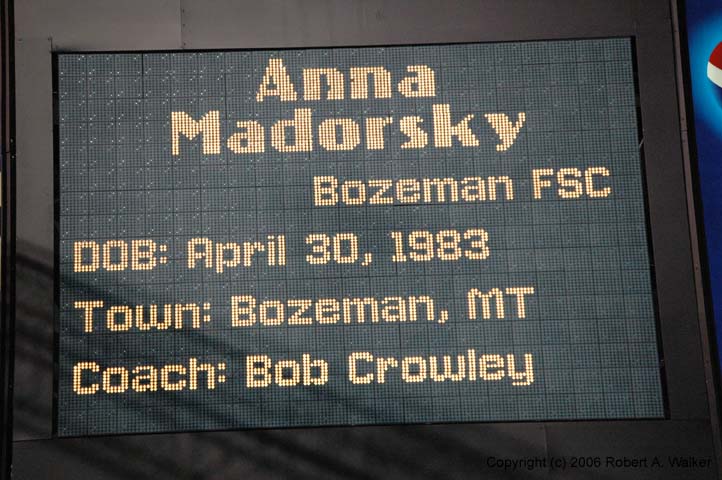 Anna
Madorsky
Bozeman FSC
DOB: April 30, 1983
Town: Bozeman, MT
Coach: Bob Crowley
Copyright (c) 2006 Robert A. Walker